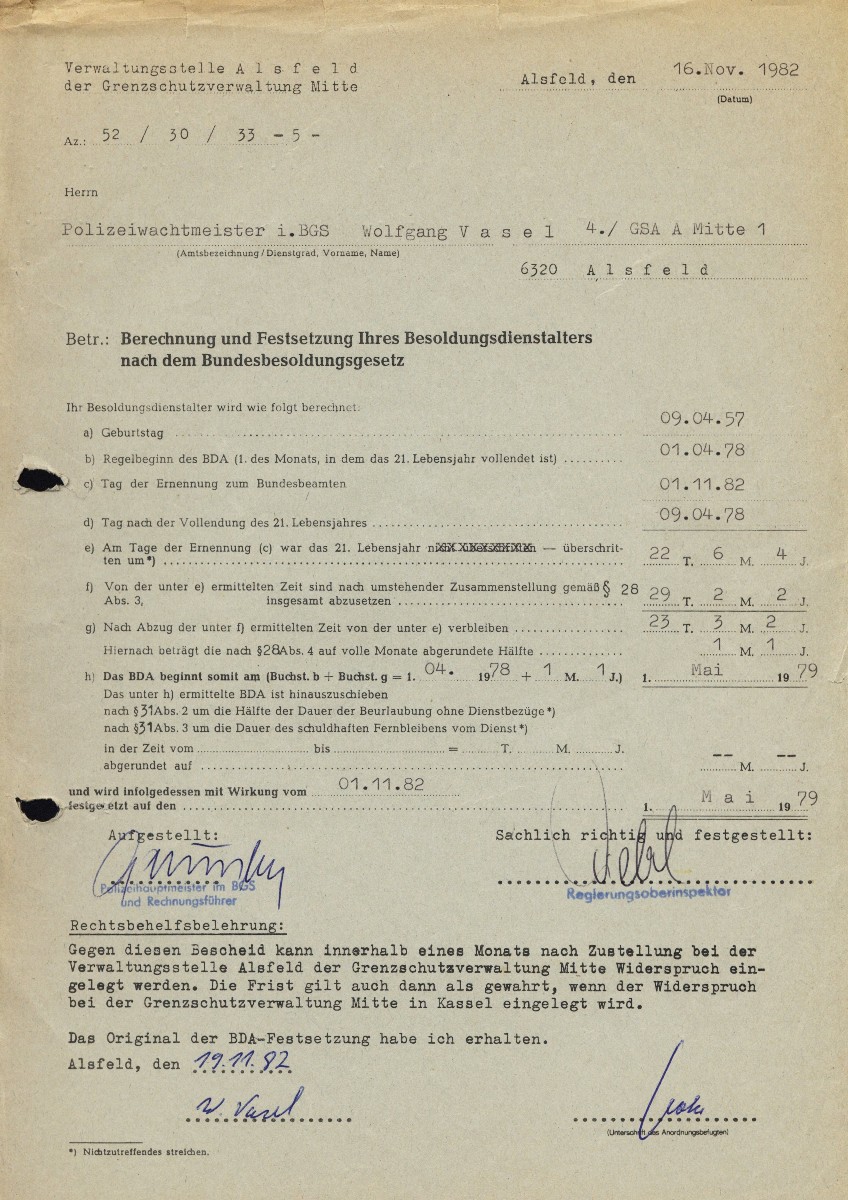 Verwaltungsstelle A l s f e l d
der Grenzschutzverwaltung Mitte
Alsfeld, den 16.Nov. 1982
(Datum)
Az.: 52 / 30 / 33 - 5 -
Herrn
Polizeiwachtmeister i.BGS Wolfgang V a s e l 4./ GSA A Mitte 1
(Amtsbezeichnung/Dienstgrad, Vorname, Name)
6320 A l s f e l d
Betr.: Berechnung und Festsetzung Ihres Besoldungsdienstalters
nach dem Bundesbesoldungsgesetz
Ihr Besoldungsdienstalter wird wie folgt berechnet:
a) Geburtstag 09.04.57
b) Regelbeginn des BDA (1. des Monats, in dem das 21. Lebensjahr vollendet ist) 01.04.78
c) Tag der Ernennung zum Bundesbeamten 01.11.82
d) Tag nach der Vollendung des 21. Lebensjahres 09.04.78
e) Am Tage der Ernennung (c) war das 21. Lebensjahr — überschrit-
ten um*) 22 T. 6 M. 4 J.
f) Von der unter e) ermittelten Zeit sind nach umstehender Zusammenstellung gemäß § 28
Abs. 3, insgesamt abzusetzen 29 T. 2 M. 2 J.
g) Nach Abzug der unter f) ermittelten Zeit von der unter e) verbleiben 23 T. 3 M. 2 J.
Hiernach beträgt die nach §28 Abs. 4 auf volle Monate abgerundete Hälfte 1 M. 1 J.
h) Das BDA beginnt somit am (Buchst. b + Buchst. g = 1. 04. 1978 + 1 M. 1 J.) 1. Mai 1979
Das unter h) ermittelte BDA ist hinauszuschieben
nach §31 Abs. 2 um die Hälfte der Dauer der Beurlaubung ohne Dienstbezüge*)
nach §31 Abs. 3 um die Dauer des schuldhaften Fernbleibens vom Dienst*)
in der Zeit vom bis = T. M. J.
abgerundet auf -- M. -- J.
und wird infolgedessen mit Wirkung vom 01.11.82
festgesetzt auf den 1. M a i 1979
Aufgestellt: Sachlich richtig und festgestellt:
Polizeihauptmeister im BGS
und Rechnungsführer
Regierungsoberinspektor
Rechtsbehelfsbelehrung:
Gegen diesen Bescheid kann innerhalb eines Monats nach Zustellung bei der
Verwaltungsstelle Alsfeld der Grenzschutzverwaltung Mitte Widerspruch ein-
gelegt werden. Die Frist gilt auch dann als gewahrt, wenn der Widerspruch
bei der Grenzschutzverwaltung Mitte in Kassel eingelegt wird.
Das Original der BDA-Festsetzung habe ich erhalten.
Alsfeld, den 19.11.82
W. Vasel
(Unterschrift des Anordnungsbefugten)
*) Nichtzutreffendes streichen.